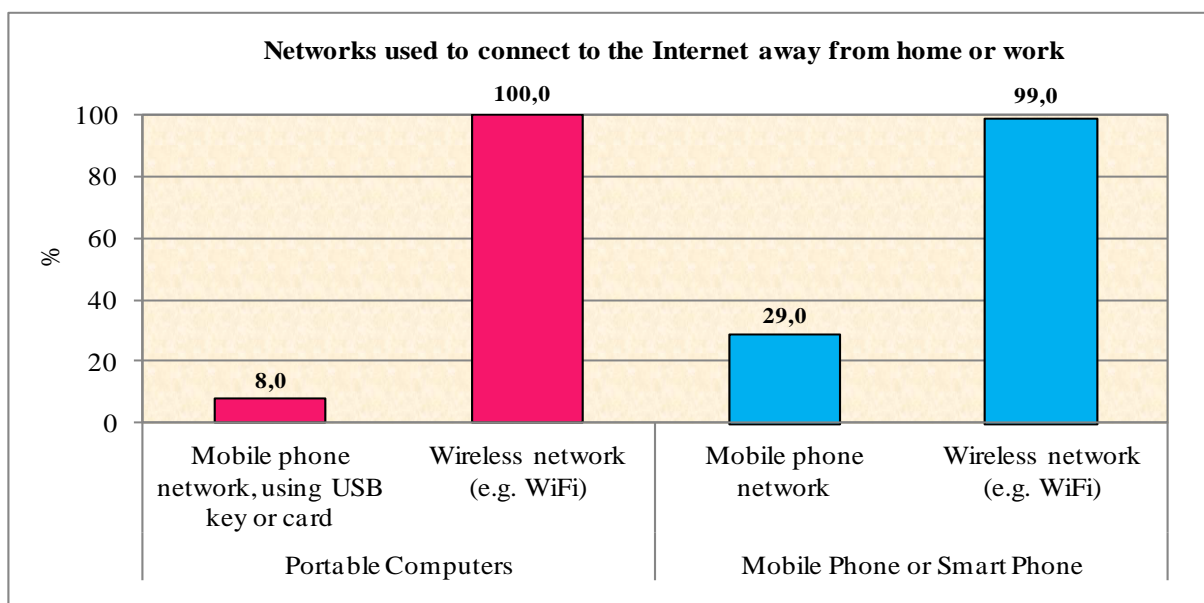 Networks used to connect to the Internet away from home or work
100,0
99,0
100
80
60
%
40
29,0
20
8,0
0
Mobile phone
network, using USB
key or card
Wireless network
(e.g. WiFi)
Mobile phone
network
Wireless network
(e.g. WiFi)
Portable Computers
Mobile Phone or Smart Phone